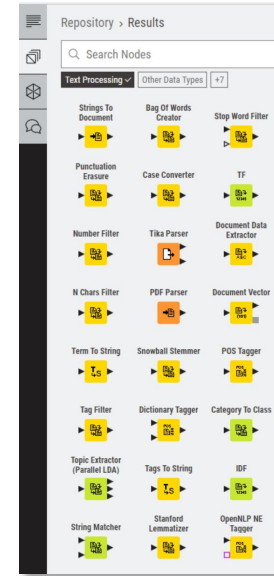 Repository › Results
Search Nodes
Text Processing ✓ Other Data Types +7
Strings To
Document
Bag Of Words
Creator
Stop Word Filter
Punctuation
Erasure
Case Converter
TF
Number Filter
Tika Parser
Document Data
Extractor
N Chars Filter
PDF Parser
Document Vector
Term To String
Snowball Stemmer
POS Tagger
Tag Filter
Dictionary Tagger
Category To Class
Topic Extractor
(Parallel LDA)
Tags To String
IDF
String Matcher
Stanford
Lemmatizer
OpenNLP NE
Tagger